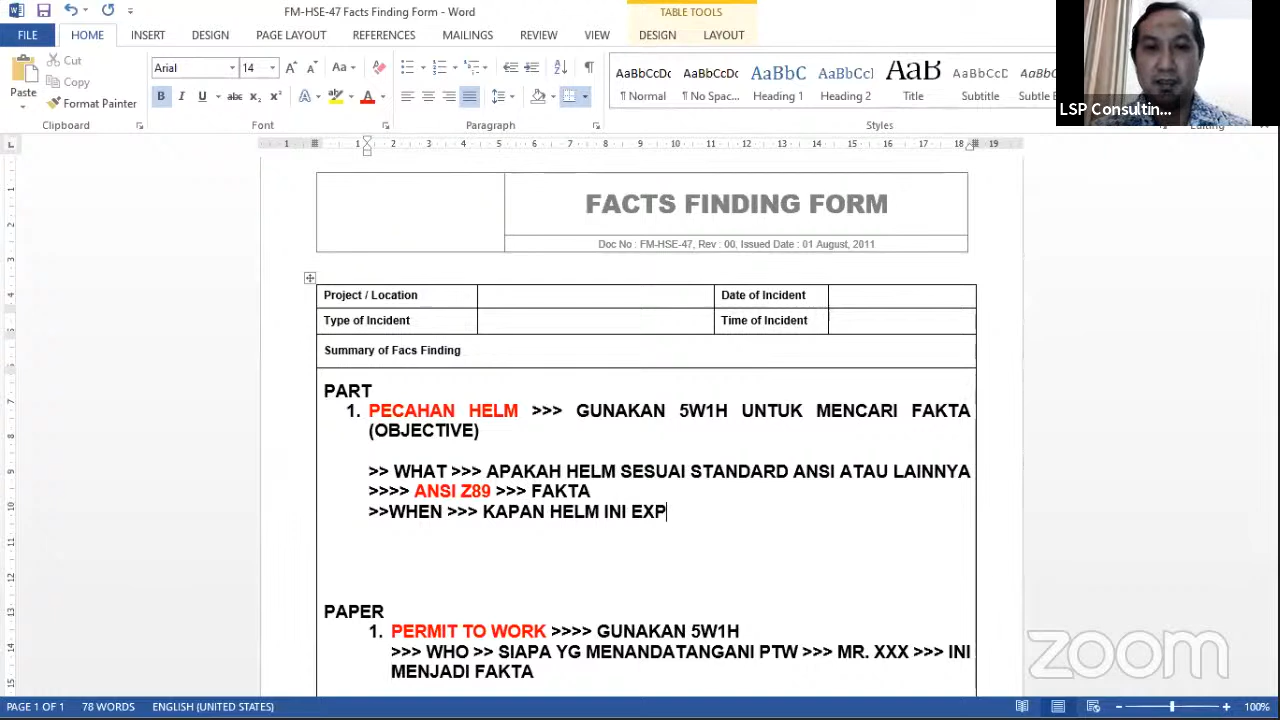 FM-HSE-47 Facts Finding Form - Word
TABLE TOOLS
FILE HOME INSERT DESIGN PAGE LAYOUT REFERENCES MAILINGS REVIEW VIEW DESIGN LAYOUT
Paste
Cut
Copy
Format Painter
Clipboard
Arial 14
Font
Paragraph
AaBbCcDc AaBbCcDc AaBbC AaBbCc AaB AaBbCcD
¶ Normal ¶ No Spac... Heading 1 Heading 2 Title Subtitle Subtle E
Styles
Editing
LSP Consultin...
FACTS FINDING FORM
Doc No : FM-HSE-47, Rev : 00, Issued Date : 01 August, 2011
Project / Location Date of Incident
Type of Incident Time of Incident
Summary of Facs Finding
PART
1. PECAHAN HELM >>> GUNAKAN 5W1H UNTUK MENCARI FAKTA
(OBJECTIVE)
>> WHAT >>> APAKAH HELM SESUAI STANDARD ANSI ATAU LAINNYA
>>>> ANSI Z89 >>> FAKTA
>>WHEN >>> KAPAN HELM INI EXP
PAPER
1. PERMIT TO WORK >>>> GUNAKAN 5W1H
>>> WHO >> SIAPA YG MENANDATANGANI PTW >>> MR. XXX >>> INI
MENJADI FAKTA
zoom
PAGE 1 OF 1 78 WORDS ENGLISH (UNITED STATES) 100%